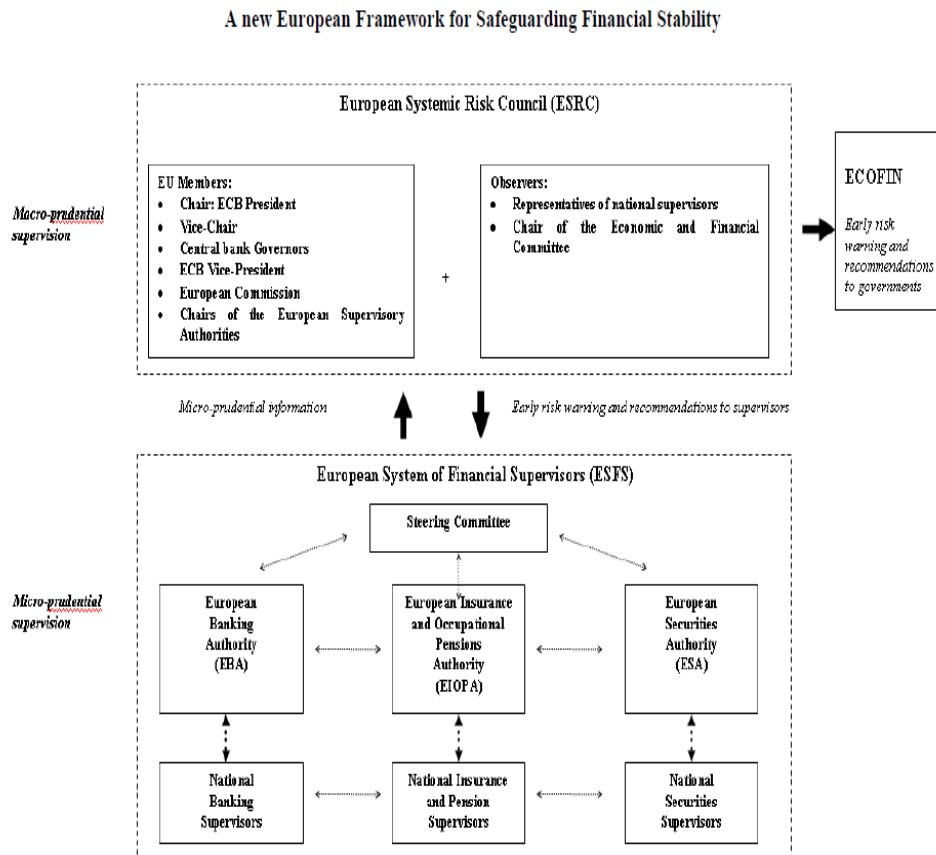 A new European Framework for Safeguarding Financial Stability
European Systemic Risk Council (ESRC)
Macro-prudential
supervision
EU Members:
• Chair: ECB President
• Vice-Chair
• Central bank Governors
• ECB Vice-President
• European Commission
• Chairs of the European Supervisory
Authorities
+
Observers:
• Representatives of national supervisors
• Chair of the Economic and Financial
Committee
ECOFIN
Early risk
warning and
recommendations
to governments
Micro-prudential information
Early risk warning and recommendations to supervisors
European System of Financial Supervisors (ESFS)
Steering Committee
Micro-prudential
supervision
European
Banking
Authority
(EBA)
European Insurance
and Occupational
Pensions
Authority
(EIOPA)
European
Securities
Authority
(ESA)
National
Banking
Supervisors
National Insurance
and Pension
Supervisors
National
Securities
Supervisors